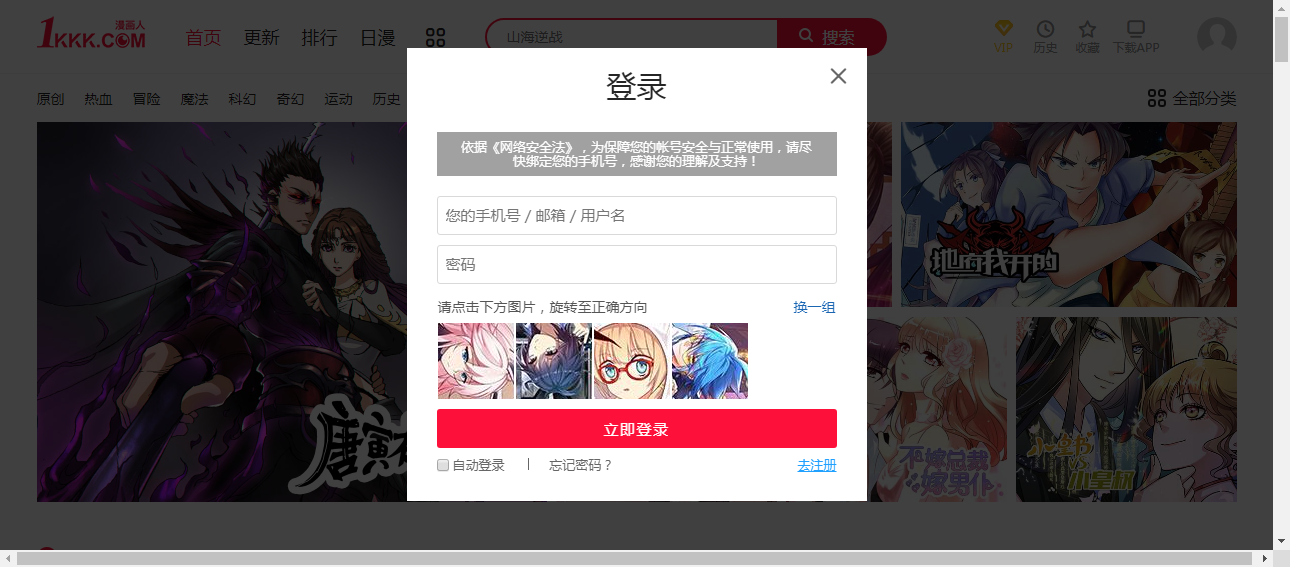 1KKK.COM 漫画人
首页 更新 排行 日漫
山海逆战
搜索
VIP 历史 收藏 下载APP
原创 热血 冒险 魔法 科幻 奇幻 运动 历史
全部分类
登录
依据《网络安全法》，为保障您的帐号安全与正常使用，请尽
快绑定您的手机号，感谢您的理解及支持！
您的手机号 / 邮箱 / 用户名
密码
请点击下方图片，旋转至正确方向 换一组
立即登录
自动登录 | 忘记密码？ 去注册
地府我开的
唐寅
不嫁总裁
嫁男仆
小皇叔